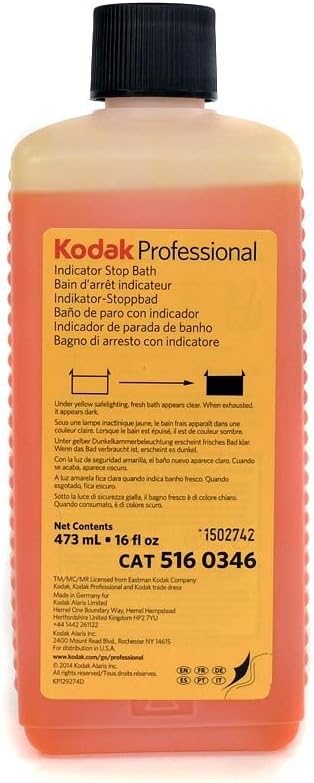 Kodak Professional
Indicator Stop Bath
Bain d'arrêt indicateur
Indikator-Stoppbad
Baño de paro con indicador
Indicador de parada de banho
Bagno di arresto con indicatore
Under yellow safelighting, fresh bath appears clear. When exhausted,
it appears dark.
Sous une lampe inactinique jaune, le bain frais apparaît dans une
couleur claire. Lorsque le bain est épuisé, il est de couleur sombre.
Unter gelber Dunkelkammerbeleuchtung erscheint frisches Bad klar.
Wenn das Bad verbraucht ist, erscheint es dunkel.
Con la luz de seguridad amarilla, el baño nuevo aparece claro. Cuando
se acaba, aparece oscuro.
A luz amarela fica clara quando indica banho fresco. Quando
esgotado, fica escuro.
Sotto la luce di sicurezza gialla, il bagno fresco è di colore chiaro.
Quando consumato, è di colore scuro.
Net Contents
473 mL • 16 fl oz
1502742
CAT 516 0346
TM/MC/MR Licensed from Eastman Kodak Company:
Kodak, Kodak Professional and Kodak trade dress
Made in Germany for
Kodak Alaris Limited
Hemel One Boundary Way, Hemel Hempstead
Hertfordshire United Kingdom HP2 7YU
+44 1442 261122
Kodak Alaris Inc.
2400 Mount Read Blvd., Rochester NY 14615
For distribution in U.S.A.
www.kodak.com/go/professional
Kodak Alaris Inc.
© 2014 Kodak Alaris Inc.
All rights reserved./Tous droits réservés.
KP129274D
EN FR DE
ES PT IT